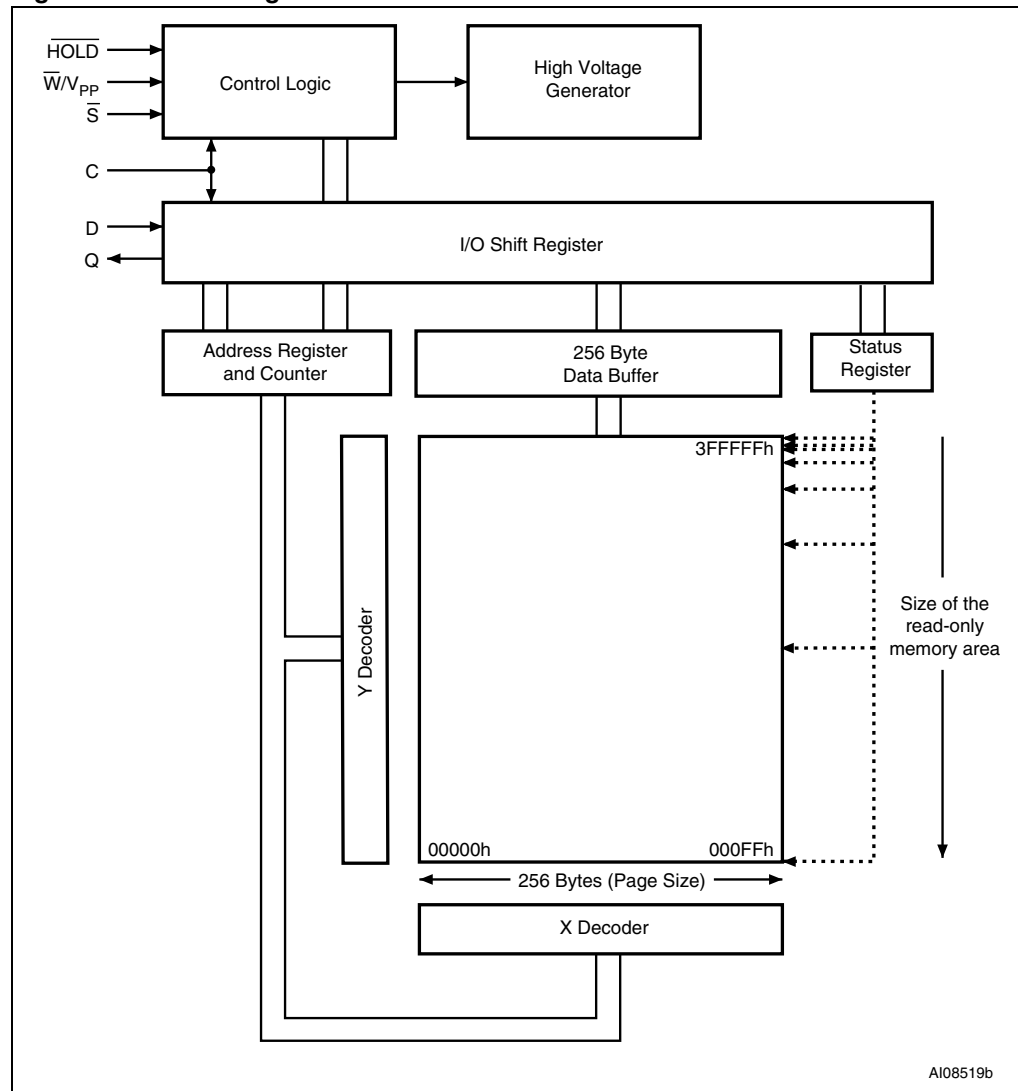 HOLD
W/VPP
S
Control Logic
High Voltage
Generator
C
D
Q
I/O Shift Register
Address Register
and Counter
256 Byte
Data Buffer
Status
Register
3FFFFFh
Y Decoder
Size of the
read-only
memory area
00000h
000FFh
256 Bytes (Page Size)
X Decoder
AI08519b